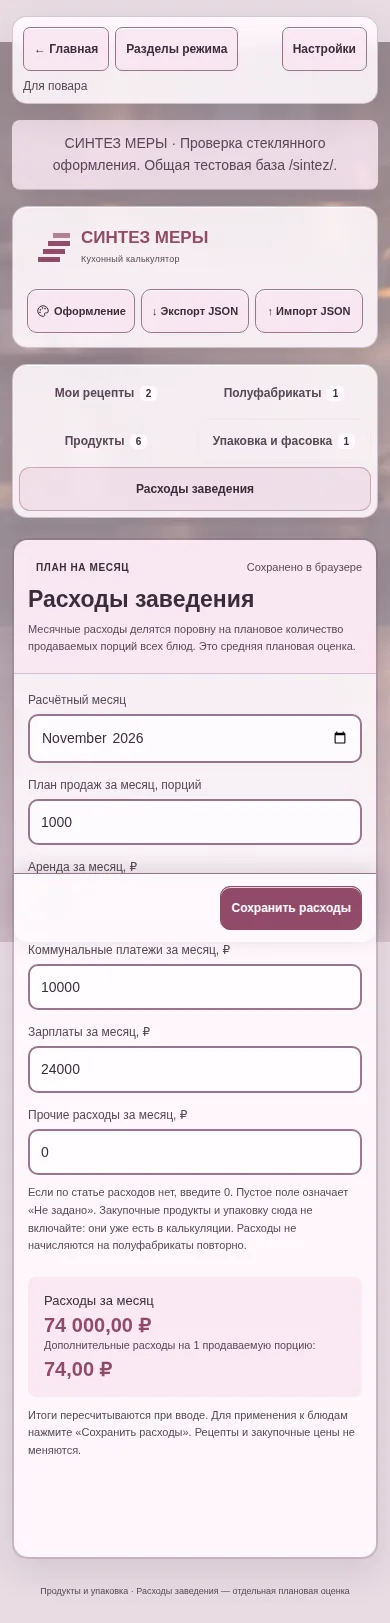 ← Главная
Разделы режима
Настройки
Для повара
СИНТЕЗ МЕРЫ · Проверка стеклянного
оформления. Общая тестовая база /sintez/.
СИНТЕЗ МЕРЫ
Кухонный калькулятор
Оформление
↓ Экспорт JSON
↑ Импорт JSON
Мои рецепты 2
Полуфабрикаты 1
Продукты 6
Упаковка и фасовка 1
Расходы заведения
ПЛАН НА МЕСЯЦ
Сохранено в браузере
Расходы заведения
Месячные расходы делятся поровну на плановое количество
продаваемых порций всех блюд. Это средняя плановая оценка.
Расчётный месяц
November 2026
План продаж за месяц, порций
1000
Аренда за месяц, ₽
Сохранить расходы
Коммунальные платежи за месяц, ₽
10000
Зарплаты за месяц, ₽
24000
Прочие расходы за месяц, ₽
0
Если по статье расходов нет, введите 0. Пустое поле означает
«Не задано». Закупочные продукты и упаковку сюда не
включайте: они уже есть в калькуляции. Расходы не
начисляются на полуфабрикаты повторно.
Расходы за месяц
74 000,00 ₽
Дополнительные расходы на 1 продаваемую порцию:
74,00 ₽
Итоги пересчитываются при вводе. Для применения к блюдам
нажмите «Сохранить расходы». Рецепты и закупочные цены не
меняются.
Продукты и упаковка · Расходы заведения — отдельная плановая оценка